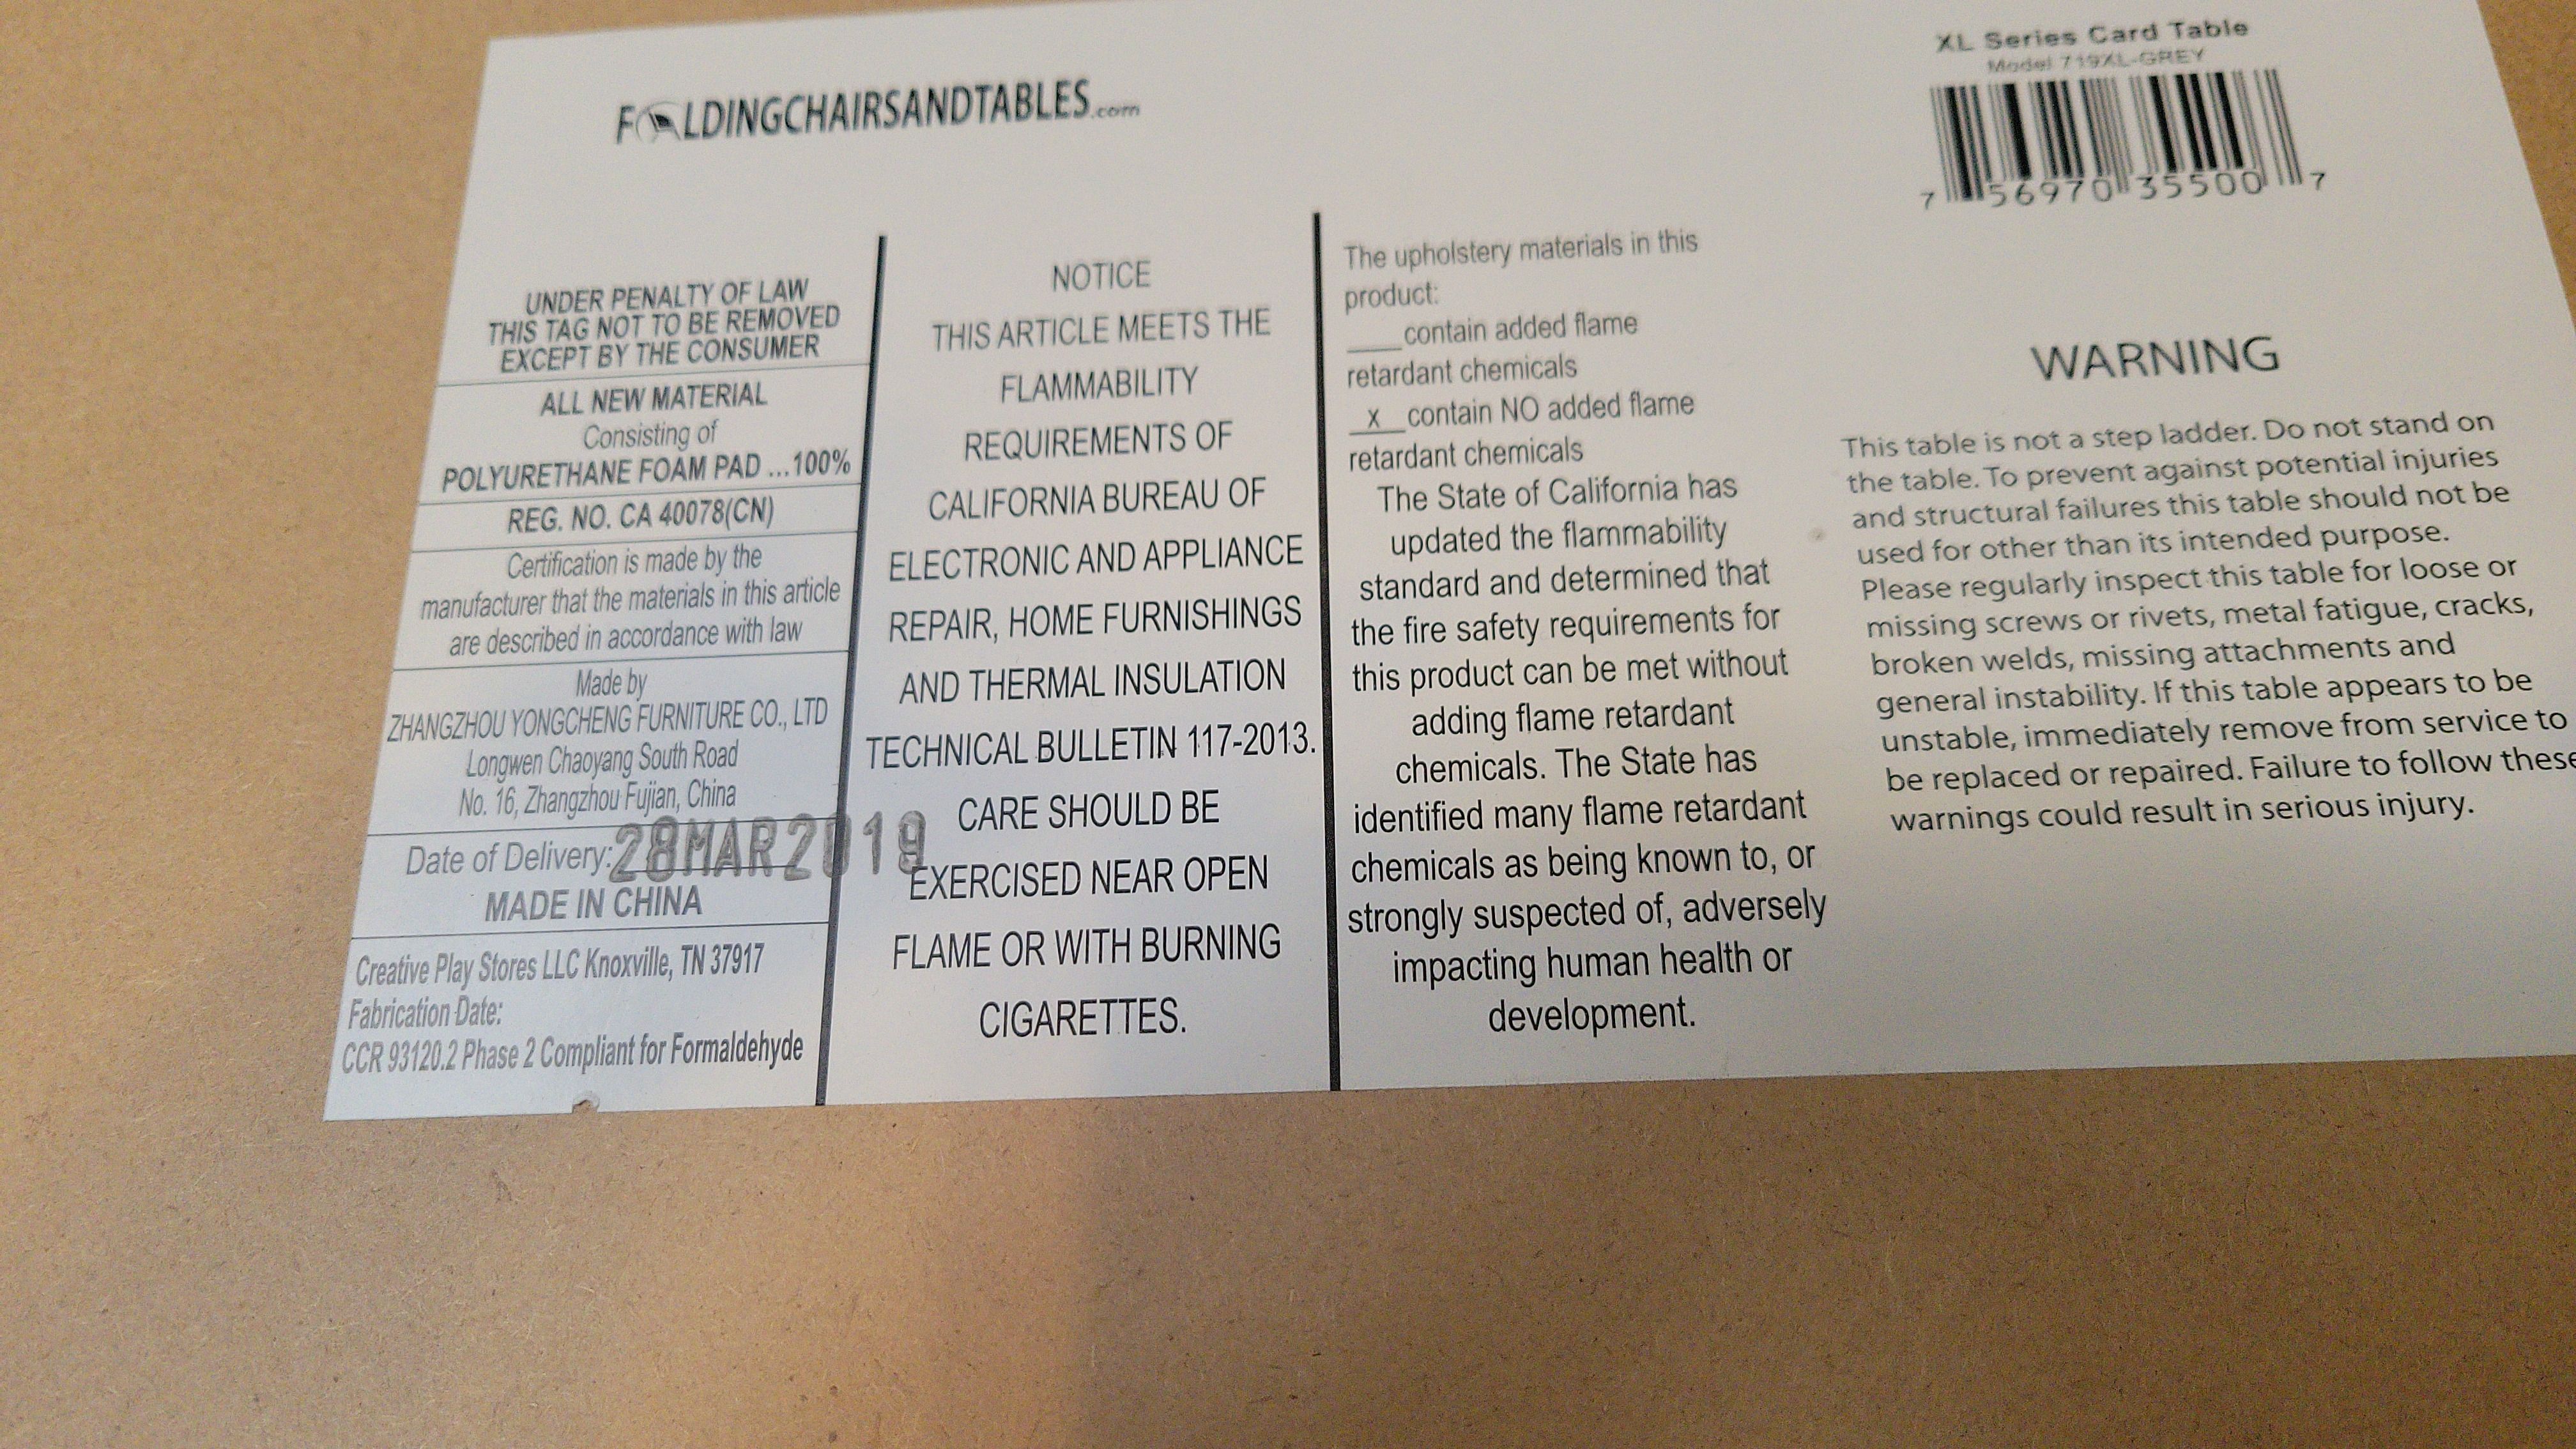 FOLDINGCHAIRSANDTABLES.com
UNDER PENALTY OF LAW
THIS TAG NOT TO BE REMOVED
EXCEPT BY THE CONSUMER
ALL NEW MATERIAL
Consisting of
POLYURETHANE FOAM PAD ...100%
REG. NO. CA 40078(CN)
Certification is made by the
manufacturer that the materials in this article
are described in accordance with law
Made by
ZHANGZHOU YONGCHENG FURNITURE CO., LTD
Longwen Chaoyang South Road
No. 16, Zhangzhou Fujian, China
Date of Delivery: 28MAR2019
MADE IN CHINA
Creative Play Stores LLC Knoxville, TN 37917
Fabrication Date:
CCR 93120.2 Phase 2 Compliant for Formaldehyde
NOTICE
THIS ARTICLE MEETS THE
FLAMMABILITY
REQUIREMENTS OF
CALIFORNIA BUREAU OF
ELECTRONIC AND APPLIANCE
REPAIR, HOME FURNISHINGS
AND THERMAL INSULATION
TECHNICAL BULLETIN 117-2013.
CARE SHOULD BE
EXERCISED NEAR OPEN
FLAME OR WITH BURNING
CIGARETTES.
The upholstery materials in this
product:
____contain added flame
retardant chemicals
_x_contain NO added flame
retardant chemicals
The State of California has
updated the flammability
standard and determined that
the fire safety requirements for
this product can be met without
adding flame retardant
chemicals. The State has
identified many flame retardant
chemicals as being known to, or
strongly suspected of, adversely
impacting human health or
development.
XL Series Card Table
Model 719XL-GREY
7 56970 35500 7
WARNING
This table is not a step ladder. Do not stand on
the table. To prevent against potential injuries
and structural failures this table should not be
used for other than its intended purpose.
Please regularly inspect this table for loose or
missing screws or rivets, metal fatigue, cracks,
broken welds, missing attachments and
general instability. If this table appears to be
unstable, immediately remove from service to
be replaced or repaired. Failure to follow these
warnings could result in serious injury.